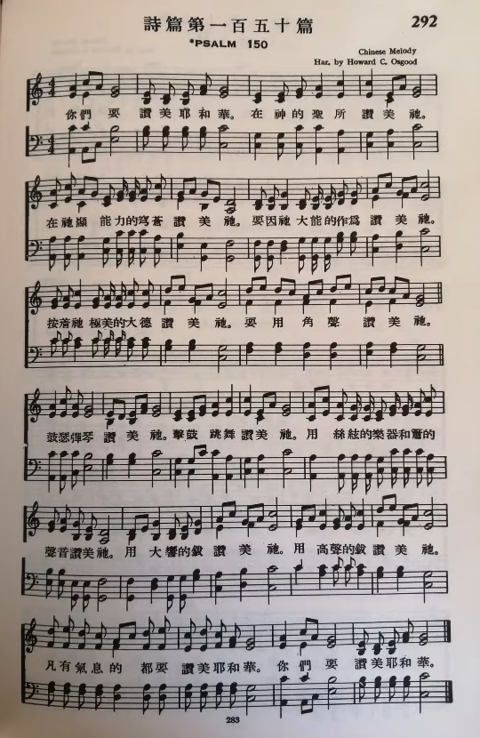 詩篇第一百五十篇
292
*PSALM 150
Chinese Melody
Har. by Howard C. Osgood
你們 要 讚美耶和華。在神的聖所 讚美 祂。
在祂顯 能力的穹蒼 讚美 祂。要因祂大能的作爲 讚美 祂。
按着祂 極美的大德 讚美 祂。要用角聲 讚美 祂。
鼓瑟彈琴 讚美 祂。擊鼓 跳舞讚美 祂。用 絲絃的樂器和簫的
聲音讚美祂。用 大響的鈸 讚美 祂。用 高聲的鈸 讚美 祂。
凡有氣息的 都要 讚美耶和華。你們要 讚美耶和華。
283